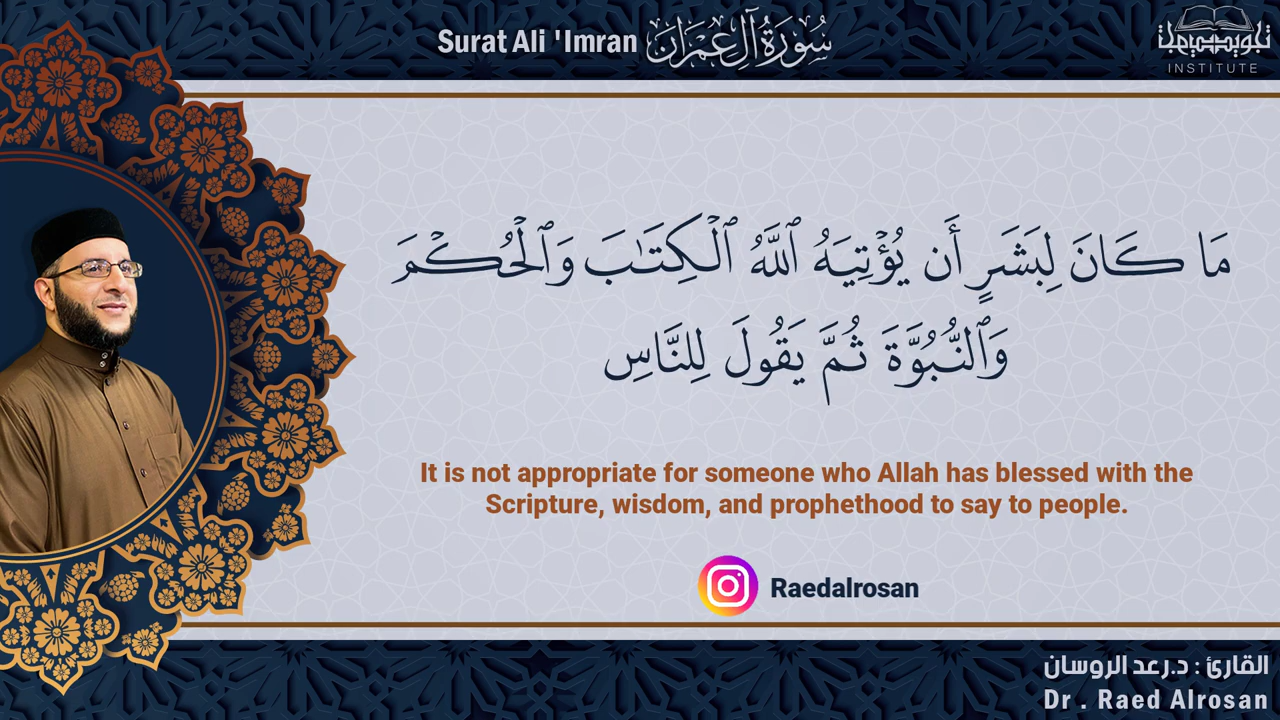 Surat Ali 'Imran سُورَةُ آلِ عِمْرَانَ
INSTITUTE
مَا كَانَ لِبَشَرٍ أَن يُؤْتِيَهُ ٱللَّهُ ٱلْكِتَٰبَ وَٱلْحُكْمَ
وَٱلنُّبُوَّةَ ثُمَّ يَقُولَ لِلنَّاسِ
It is not appropriate for someone who Allah has blessed with the
Scripture, wisdom, and prophethood to say to people.
Raedalrosan
القارئ : د.رعد الروسان
Dr . Raed Alrosan